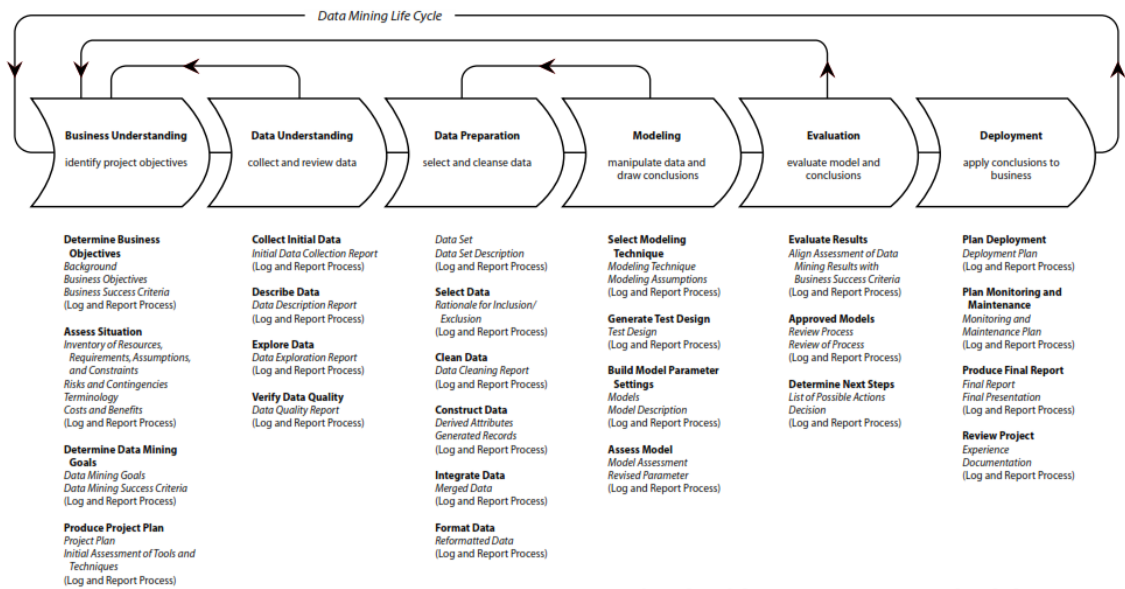 Data Mining Life Cycle
Business Understanding
identify project objectives
Data Understanding
collect and review data
Data Preparation
select and cleanse data
Modeling
manipulate data and
draw conclusions
Evaluation
evaluate model and
conclusions
Deployment
apply conclusions to
business
Determine Business
Objectives
Background
Business Objectives
Business Success Criteria
(Log and Report Process)
Assess Situation
Inventory of Resources,
Requirements, Assumptions,
and Constraints
Risks and Contingencies
Terminology
Costs and Benefits
(Log and Report Process)
Determine Data Mining
Goals
Data Mining Goals
Data Mining Success Criteria
(Log and Report Process)
Produce Project Plan
Project Plan
Initial Assessment of Tools and
Techniques
(Log and Report Process)
Collect Initial Data
Initial Data Collection Report
(Log and Report Process)
Describe Data
Data Description Report
(Log and Report Process)
Explore Data
Data Exploration Report
(Log and Report Process)
Verify Data Quality
Data Quality Report
(Log and Report Process)
Data Set
Data Set Description
(Log and Report Process)
Select Data
Rationale for Inclusion/
Exclusion
(Log and Report Process)
Clean Data
Data Cleaning Report
(Log and Report Process)
Construct Data
Derived Attributes
Generated Records
(Log and Report Process)
Integrate Data
Merged Data
(Log and Report Process)
Format Data
Reformatted Data
(Log and Report Process)
Select Modeling
Technique
Modeling Technique
Modeling Assumptions
(Log and Report Process)
Generate Test Design
Test Design
(Log and Report Process)
Build Model Parameter
Settings
Models
Model Description
(Log and Report Process)
Assess Model
Model Assessment
Revised Parameter
(Log and Report Process)
Evaluate Results
Align Assessment of Data
Mining Results with
Business Success Criteria
(Log and Report Process)
Approved Models
Review Process
Review of Process
(Log and Report Process)
Determine Next Steps
List of Possible Actions
Decision
(Log and Report Process)
Plan Deployment
Deployment Plan
(Log and Report Process)
Plan Monitoring and
Maintenance
Monitoring and
Maintenance Plan
(Log and Report Process)
Produce Final Report
Final Report
Final Presentation
(Log and Report Process)
Review Project
Experience
Documentation
(Log and Report Process)